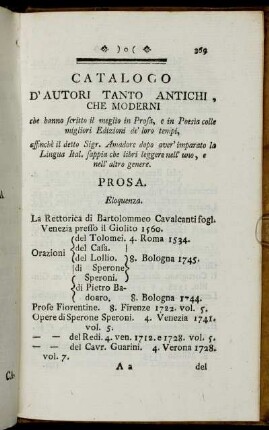 )o( 369
CATALOGO
D'AUTORI TANTO ANTICHI,
CHE MODERNI
che hanno scritto il meglio in Prosa, e in Poesia colle
migliori Edizioni de' loro tempi,
affinchè il detto Sigr. Amadore dopo aver' imparato la
Lingua Ital. sappia che libri leggere nell' uno, e
nell' altro genere.
PROSA.
Eloquenza.
La Rettorica di Bartolommeo Cavalcanti fogl.
Venezia presso il Giolito 1560.
(del Tolomei. 4. Roma 1534.
(del Casa.
Orazioni (del Lollio. )8. Bologna 1745.
(di Sperone
( Speroni.
(di Pietro Ba-
( doaro. 8. Bologna 1744.
Prose Fiorentine. 8. Firenze 1722. vol. 5.
Opere di Sperone Speroni. 4. Venezia 1741.
vol. 5.
— — del Redi. 4. ven. 1712. e 1728. vol. 5.
— — del Cavr. Guarini. 4. Verona 1728.
vol. 7.
A a del